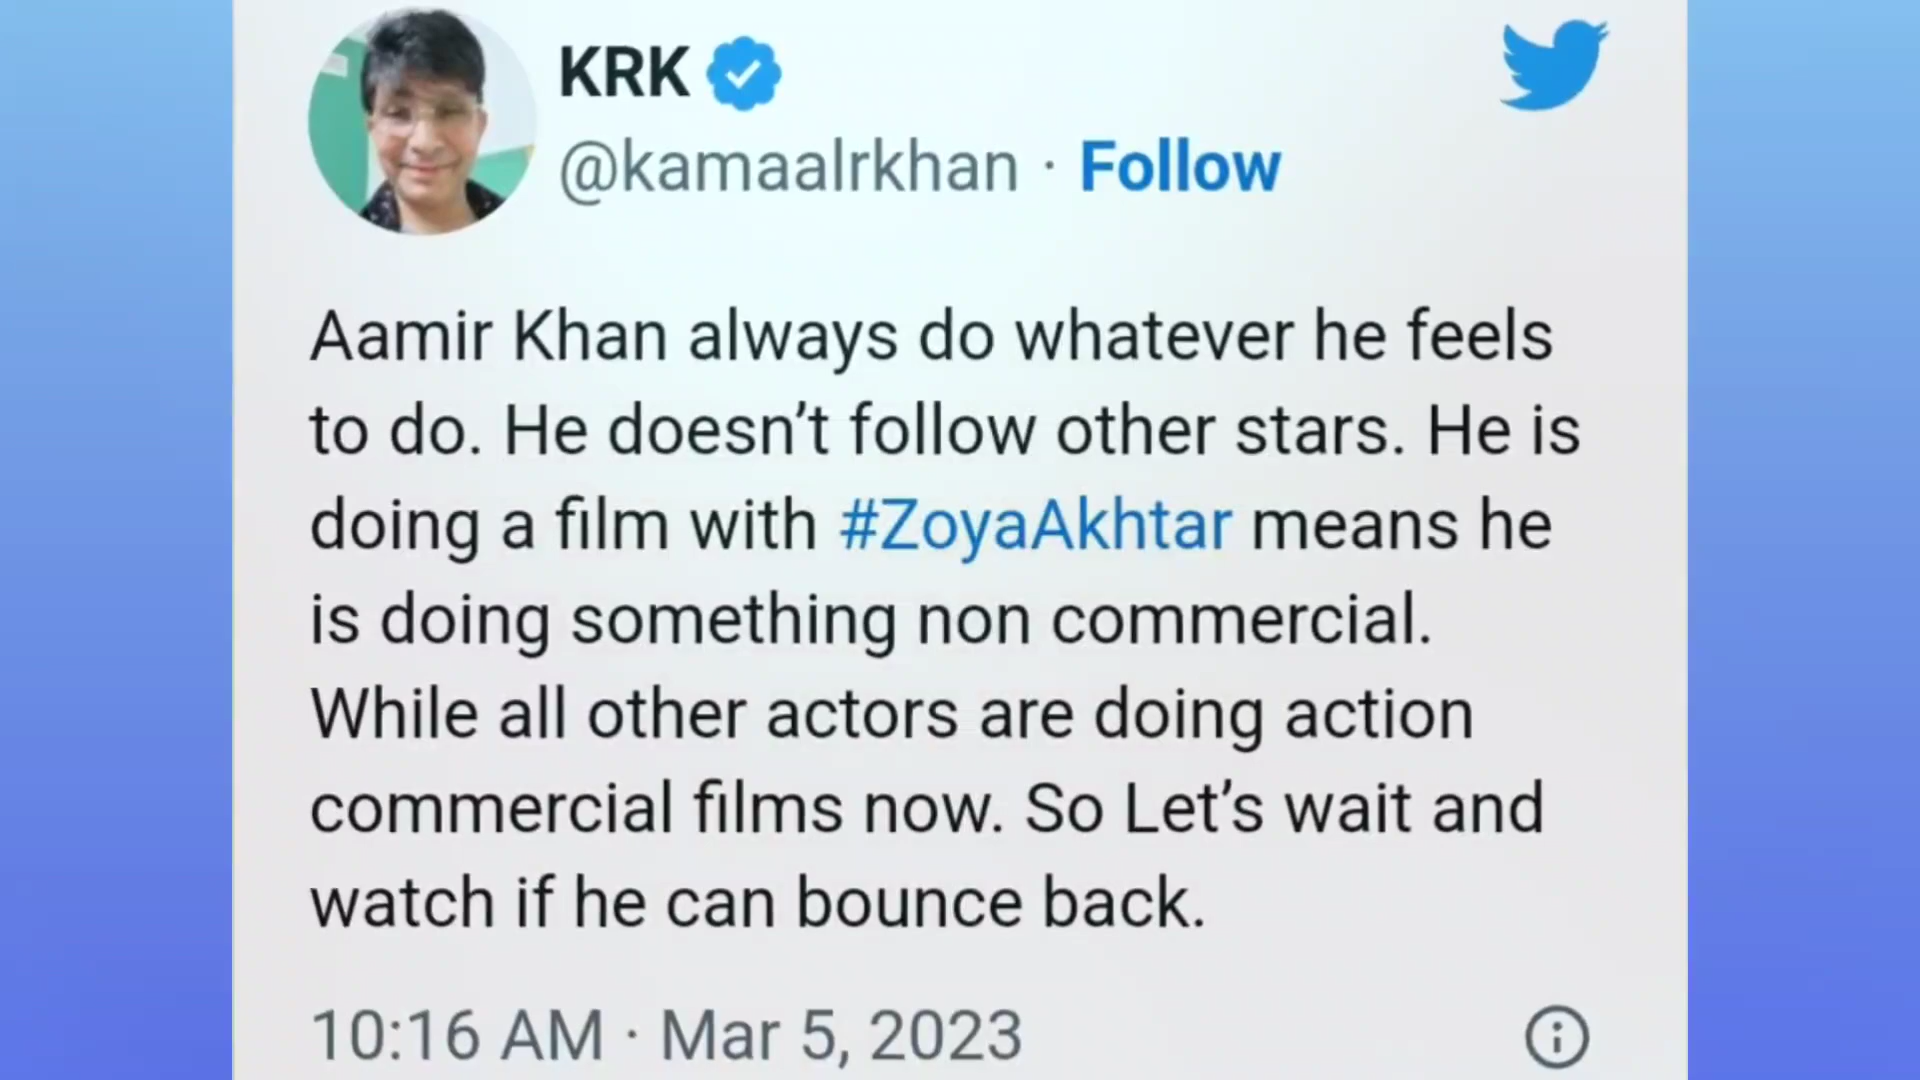 KRK
@kamaalrkhan · Follow
Aamir Khan always do whatever he feels
to do. He doesn’t follow other stars. He is
doing a film with #ZoyaAkhtar means he
is doing something non commercial.
While all other actors are doing action
commercial films now. So Let’s wait and
watch if he can bounce back.
10:16 AM · Mar 5, 2023